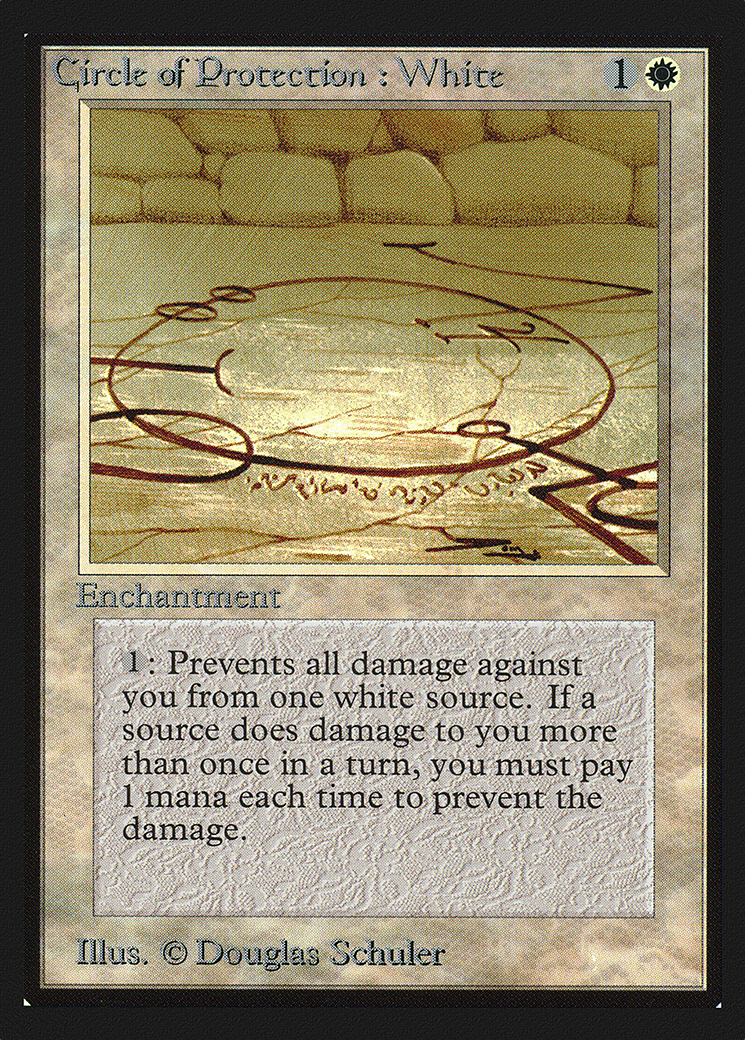 Circle of Protection : White 1
Enchantment
1: Prevents all damage against
you from one white source. If a
source does damage to you more
than once in a turn, you must pay
1 mana each time to prevent the
damage.
Illus. © Douglas Schuler